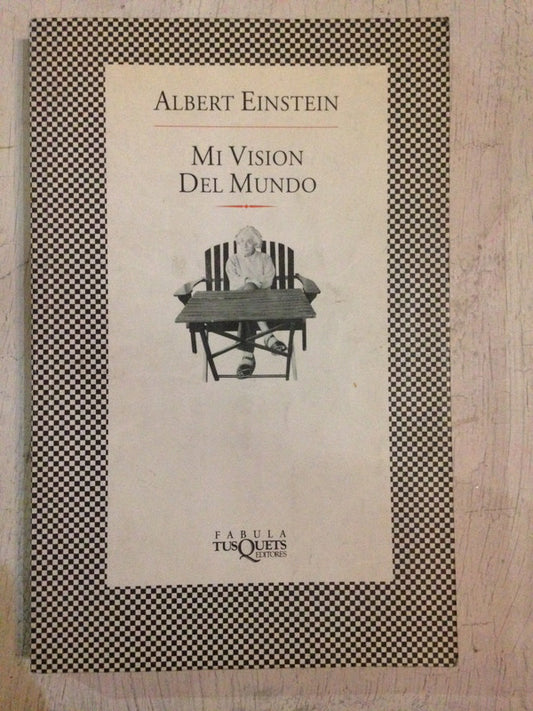 ALBERT EINSTEIN
MI VISION
DEL MUNDO
FABULA
TUSQUETS
EDITORES